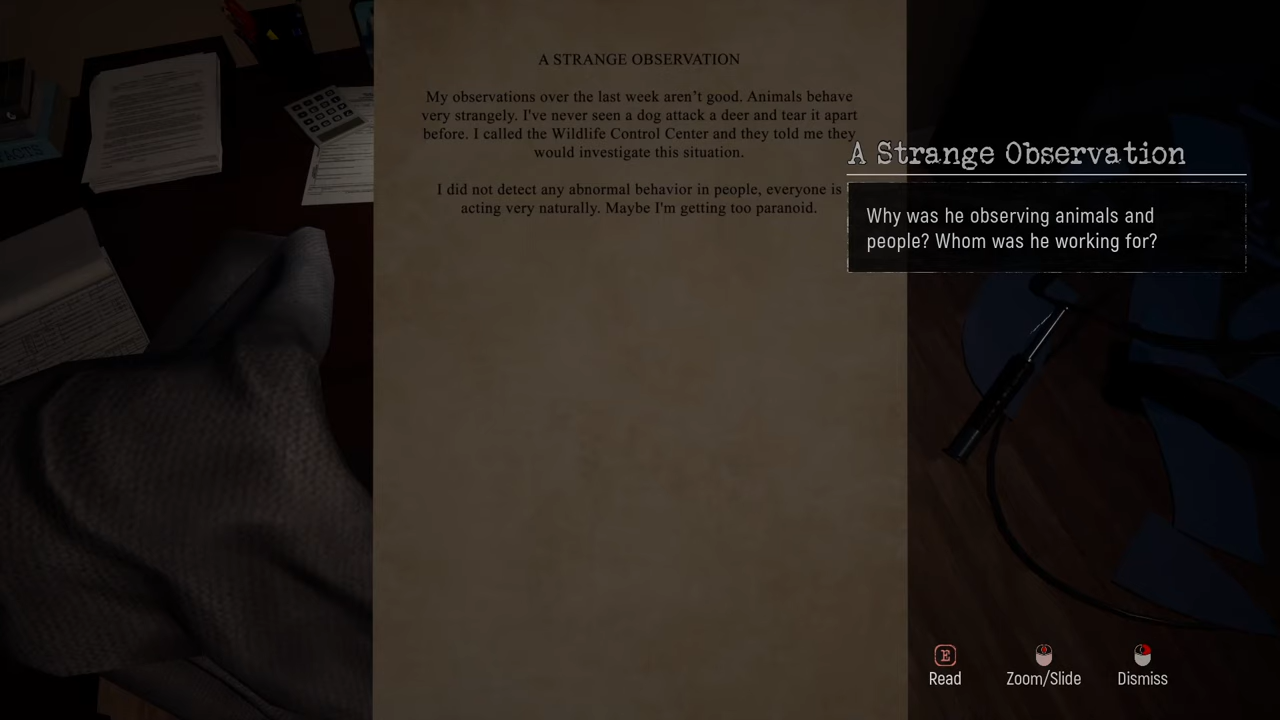 A STRANGE OBSERVATION
My observations over the last week aren't good. Animals behave
very strangely. I've never seen a dog attack a deer and tear it apart
before. I called the Wildlife Control Center and they told me they
would investigate this situation.
I did not detect any abnormal behavior in people, everyone is
acting very naturally. Maybe I'm getting too paranoid.
A Strange Observation
Why was he observing animals and
people? Whom was he working for?
E
Read
Zoom/Slide
Dismiss